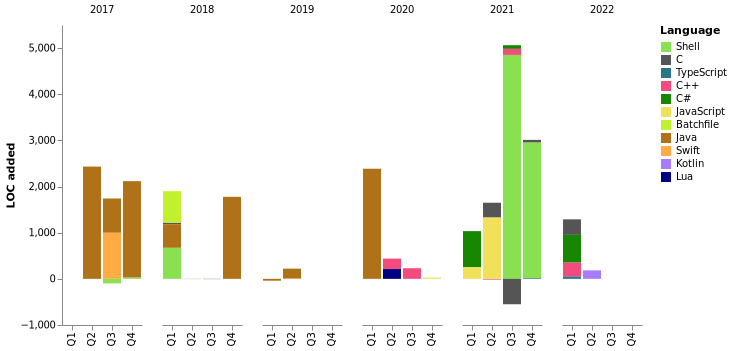 2017 2018 2019 2020 2021 2022
LOC added
5,000
4,000
3,000
2,000
1,000
0
−1,000
Q1 Q2 Q3 Q4 Q1 Q2 Q3 Q4 Q1 Q2 Q3 Q4 Q1 Q2 Q3 Q4 Q1 Q2 Q3 Q4 Q1 Q2 Q3 Q4
Language
Shell
C
TypeScript
C++
C#
JavaScript
Batchfile
Java
Swift
Kotlin
Lua